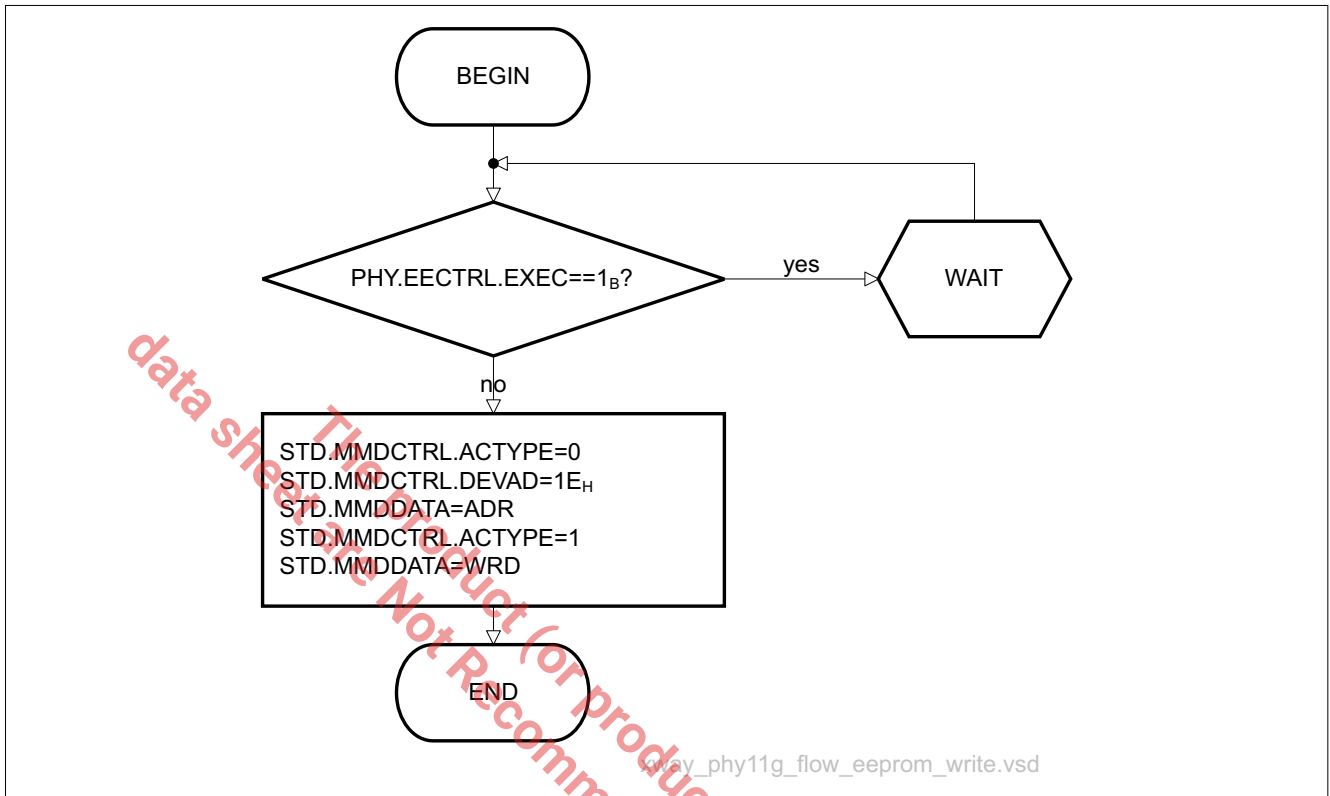 BEGIN
PHY.EECTRL.EXEC==1B?
yes
WAIT
no
STD.MMDCTRL.ACTYPE=0
STD.MMDCTRL.DEVAD=1EH
STD.MMDDATA=ADR
STD.MMDCTRL.ACTYPE=1
STD.MMDDATA=WRD
END
The product (or produc
data sheet are Not Recomm
xway_phy11g_flow_eeprom_write.vsd